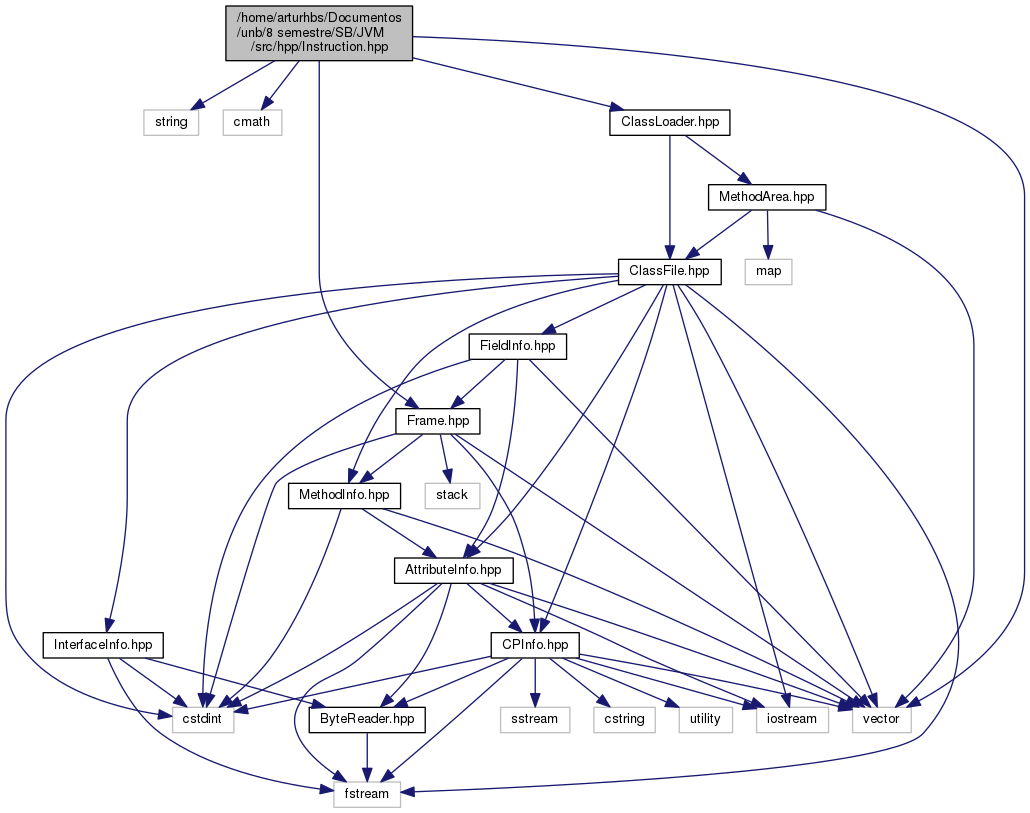 /home/arturhbs/Documentos
/unb/8 semestre/SB/JVM
/src/hpp/Instruction.hpp
string
cmath
ClassLoader.hpp
MethodArea.hpp
ClassFile.hpp
map
FieldInfo.hpp
Frame.hpp
MethodInfo.hpp
stack
AttributeInfo.hpp
InterfaceInfo.hpp
CPInfo.hpp
cstdint
ByteReader.hpp
sstream
cstring
utility
iostream
vector
fstream